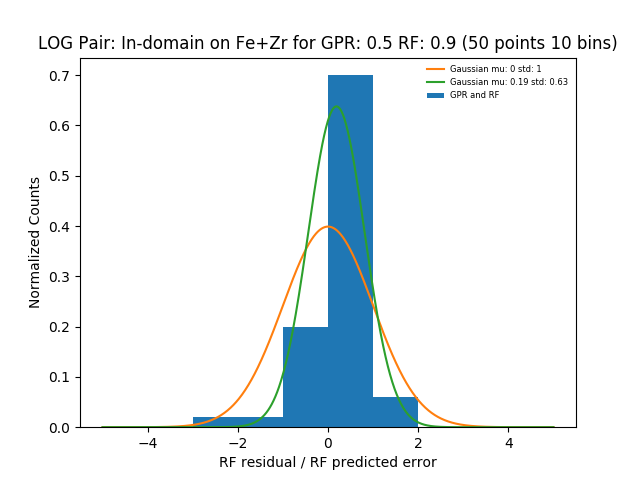 LOG Pair: In-domain on Fe+Zr for GPR: 0.5 RF: 0.9 (50 points 10 bins)
Gaussian mu: 0 std: 1
Gaussian mu: 0.19 std: 0.63
GPR and RF
Normalized Counts
0.7
0.6
0.5
0.4
0.3
0.2
0.1
0.0
−4
−2
0
2
4
RF residual / RF predicted error